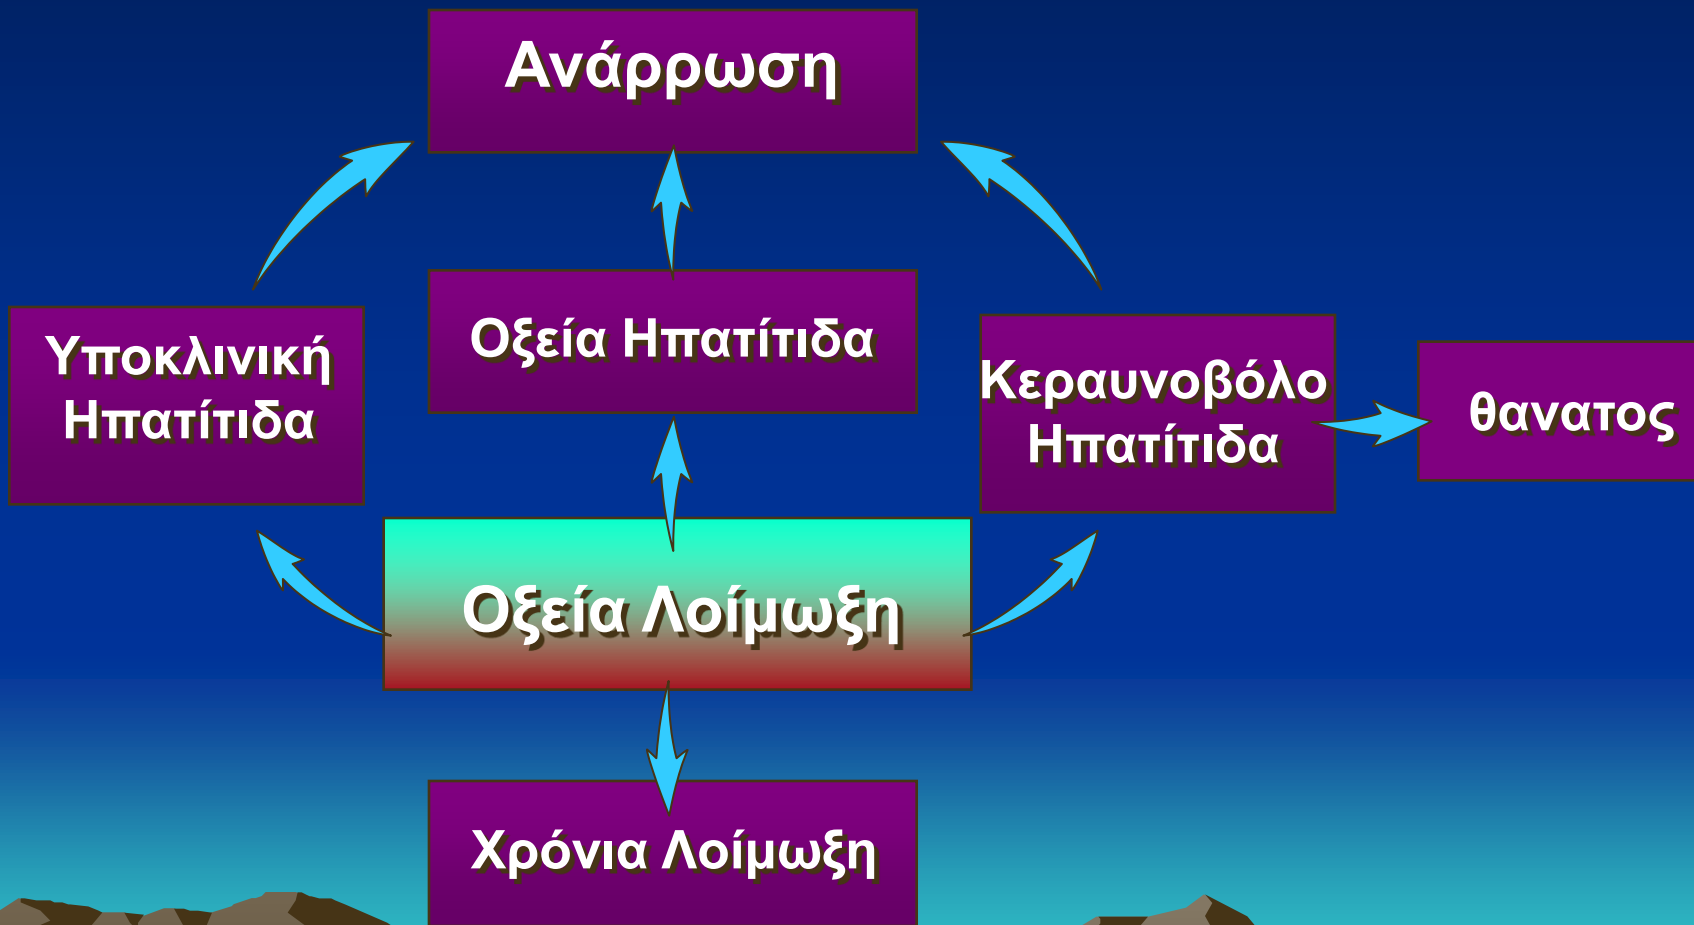 Ανάρρωση
Οξεία Ηπατίτιδα
Υποκλινική
Ηπατίτιδα
Κεραυνοβόλο
Ηπατίτιδα
θανατος
Οξεία Λοίμωξη
Χρόνια Λοίμωξη